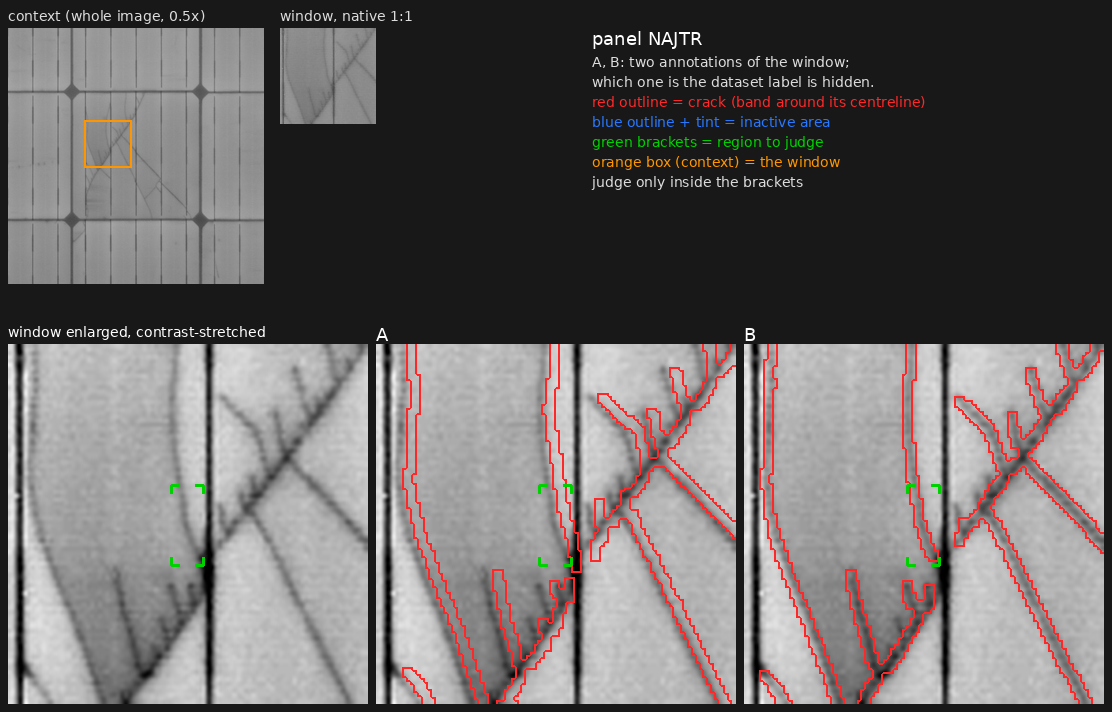 context (whole image, 0.5x)
window, native 1:1
panel NAJTR
A, B: two annotations of the window;
which one is the dataset label is hidden.
red outline = crack (band around its centreline)
blue outline + tint = inactive area
green brackets = region to judge
orange box (context) = the window
judge only inside the brackets
window enlarged, contrast-stretched
A
B